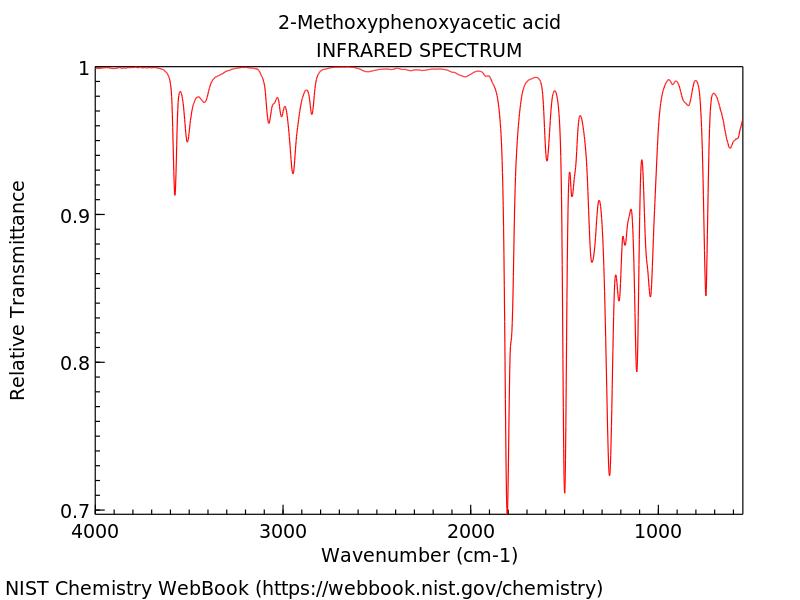 2-Methoxyphenoxyacetic acid
INFRARED SPECTRUM
1
0.9
0.8
0.7
Relative Transmittance
4000 3000 2000 1000
Wavenumber (cm-1)
NIST Chemistry WebBook (https://webbook.nist.gov/chemistry)